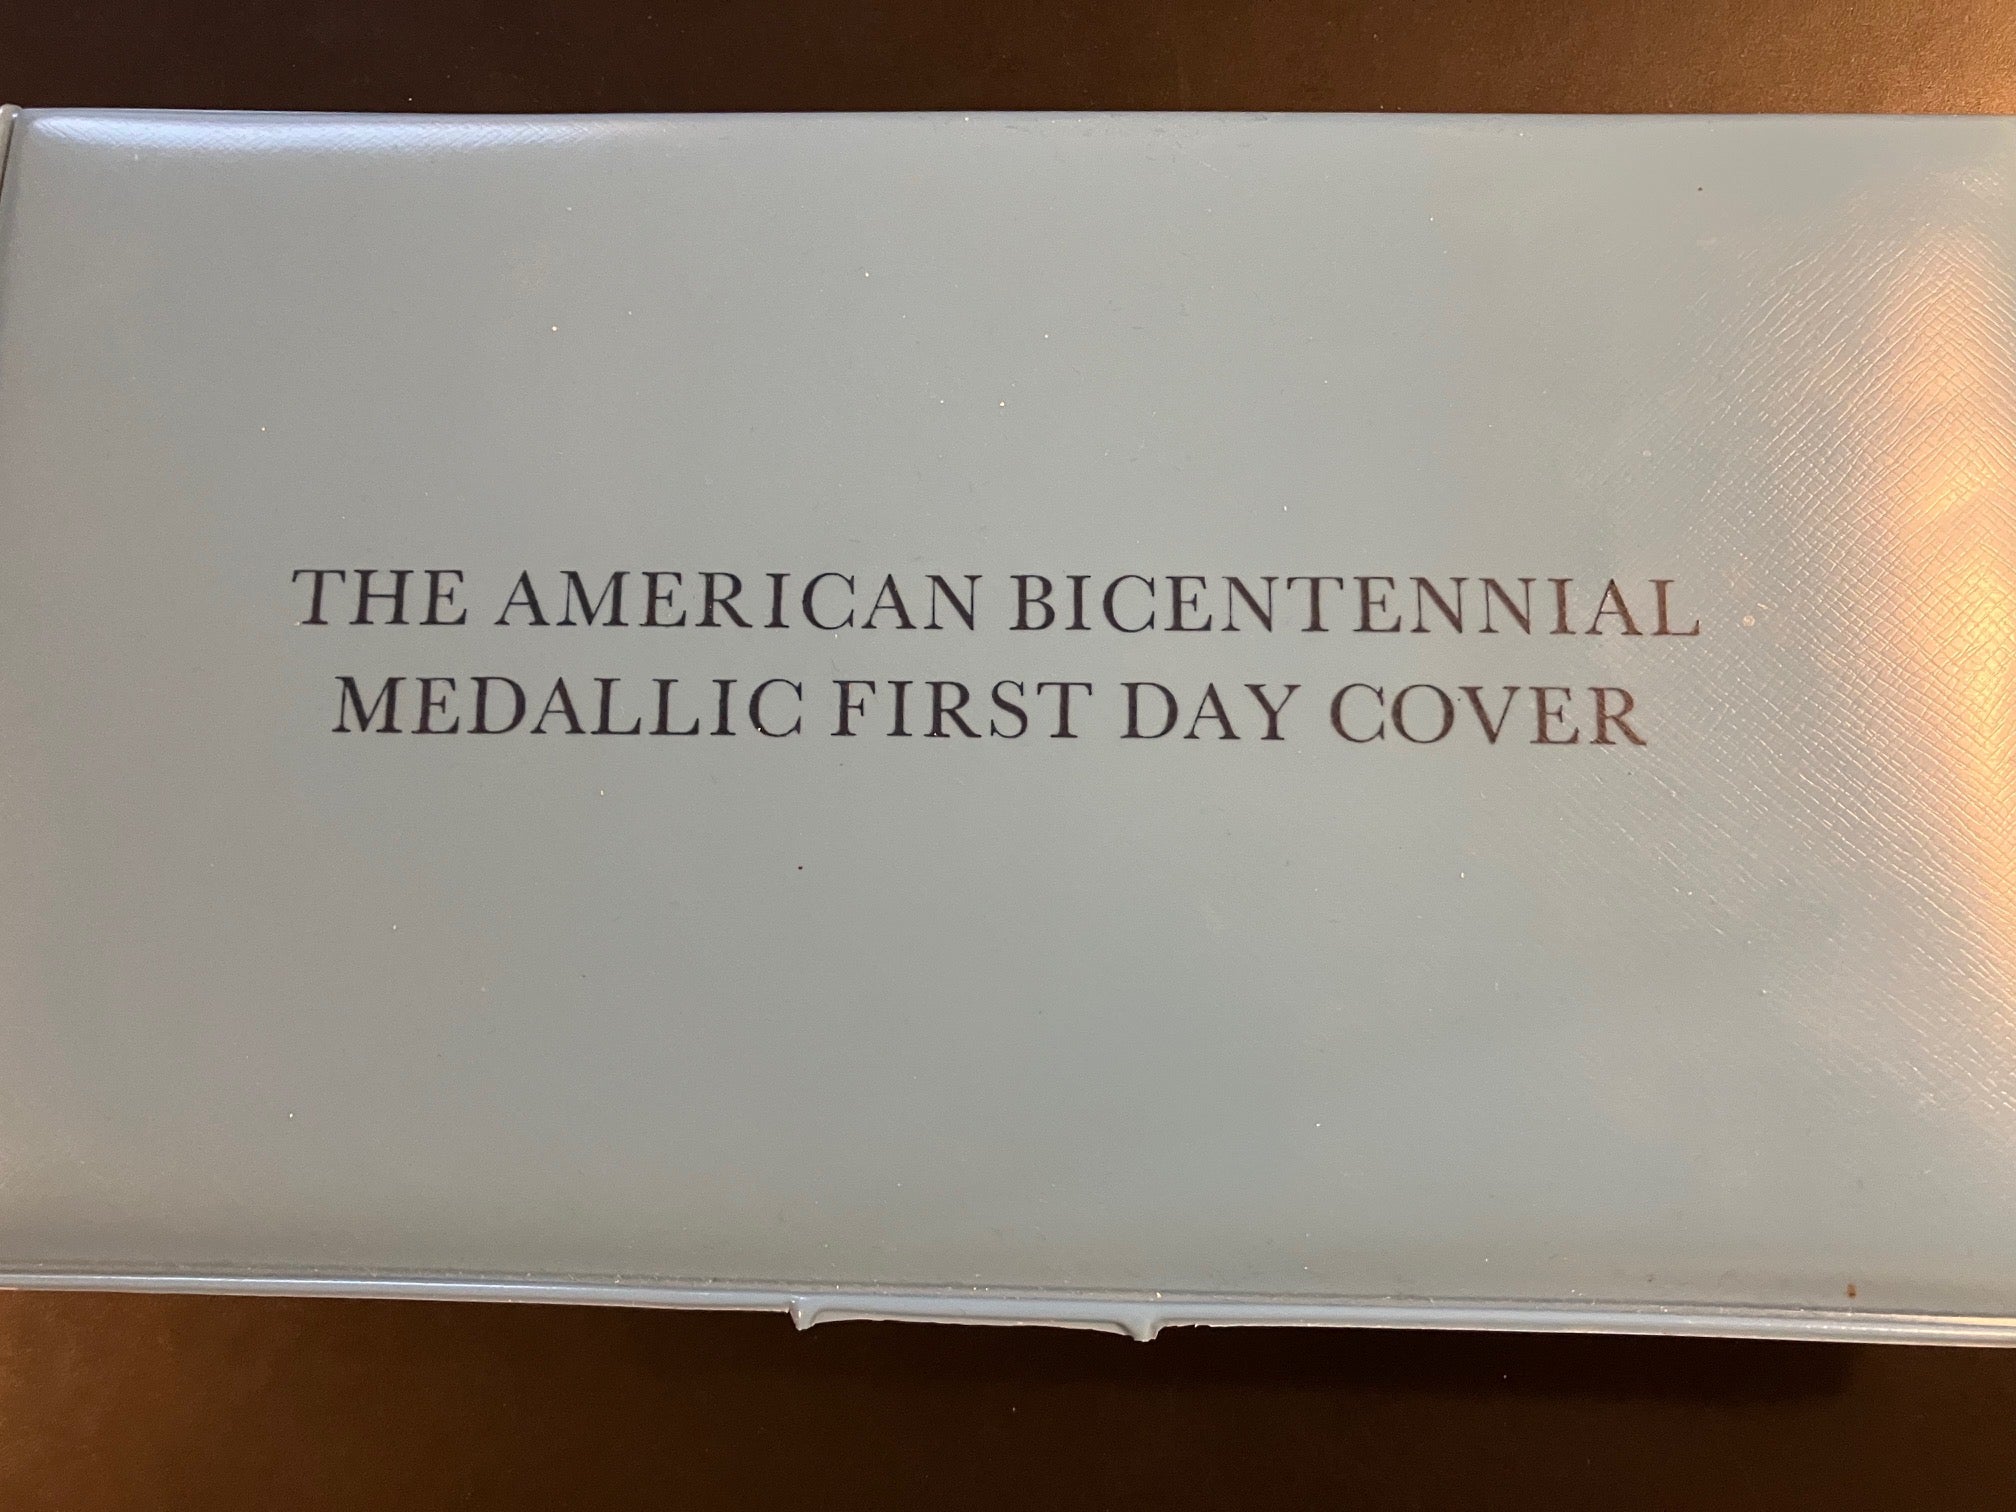 THE AMERICAN BICENTENNIAL
MEDALLIC FIRST DAY COVER